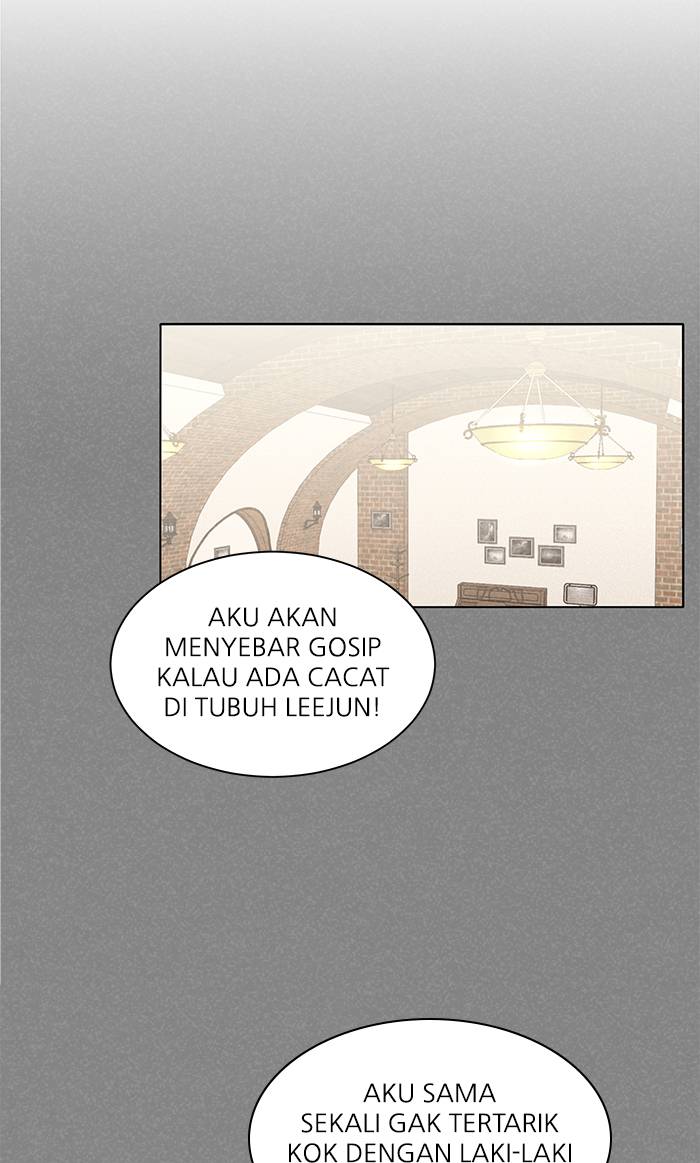 AKU AKAN
MENYEBAR GOSIP
KALAU ADA CACAT
DI TUBUH LEEJUN!
AKU SAMA
SEKALI GAK TERTARIK
KOK DENGAN LAKI-LAKI